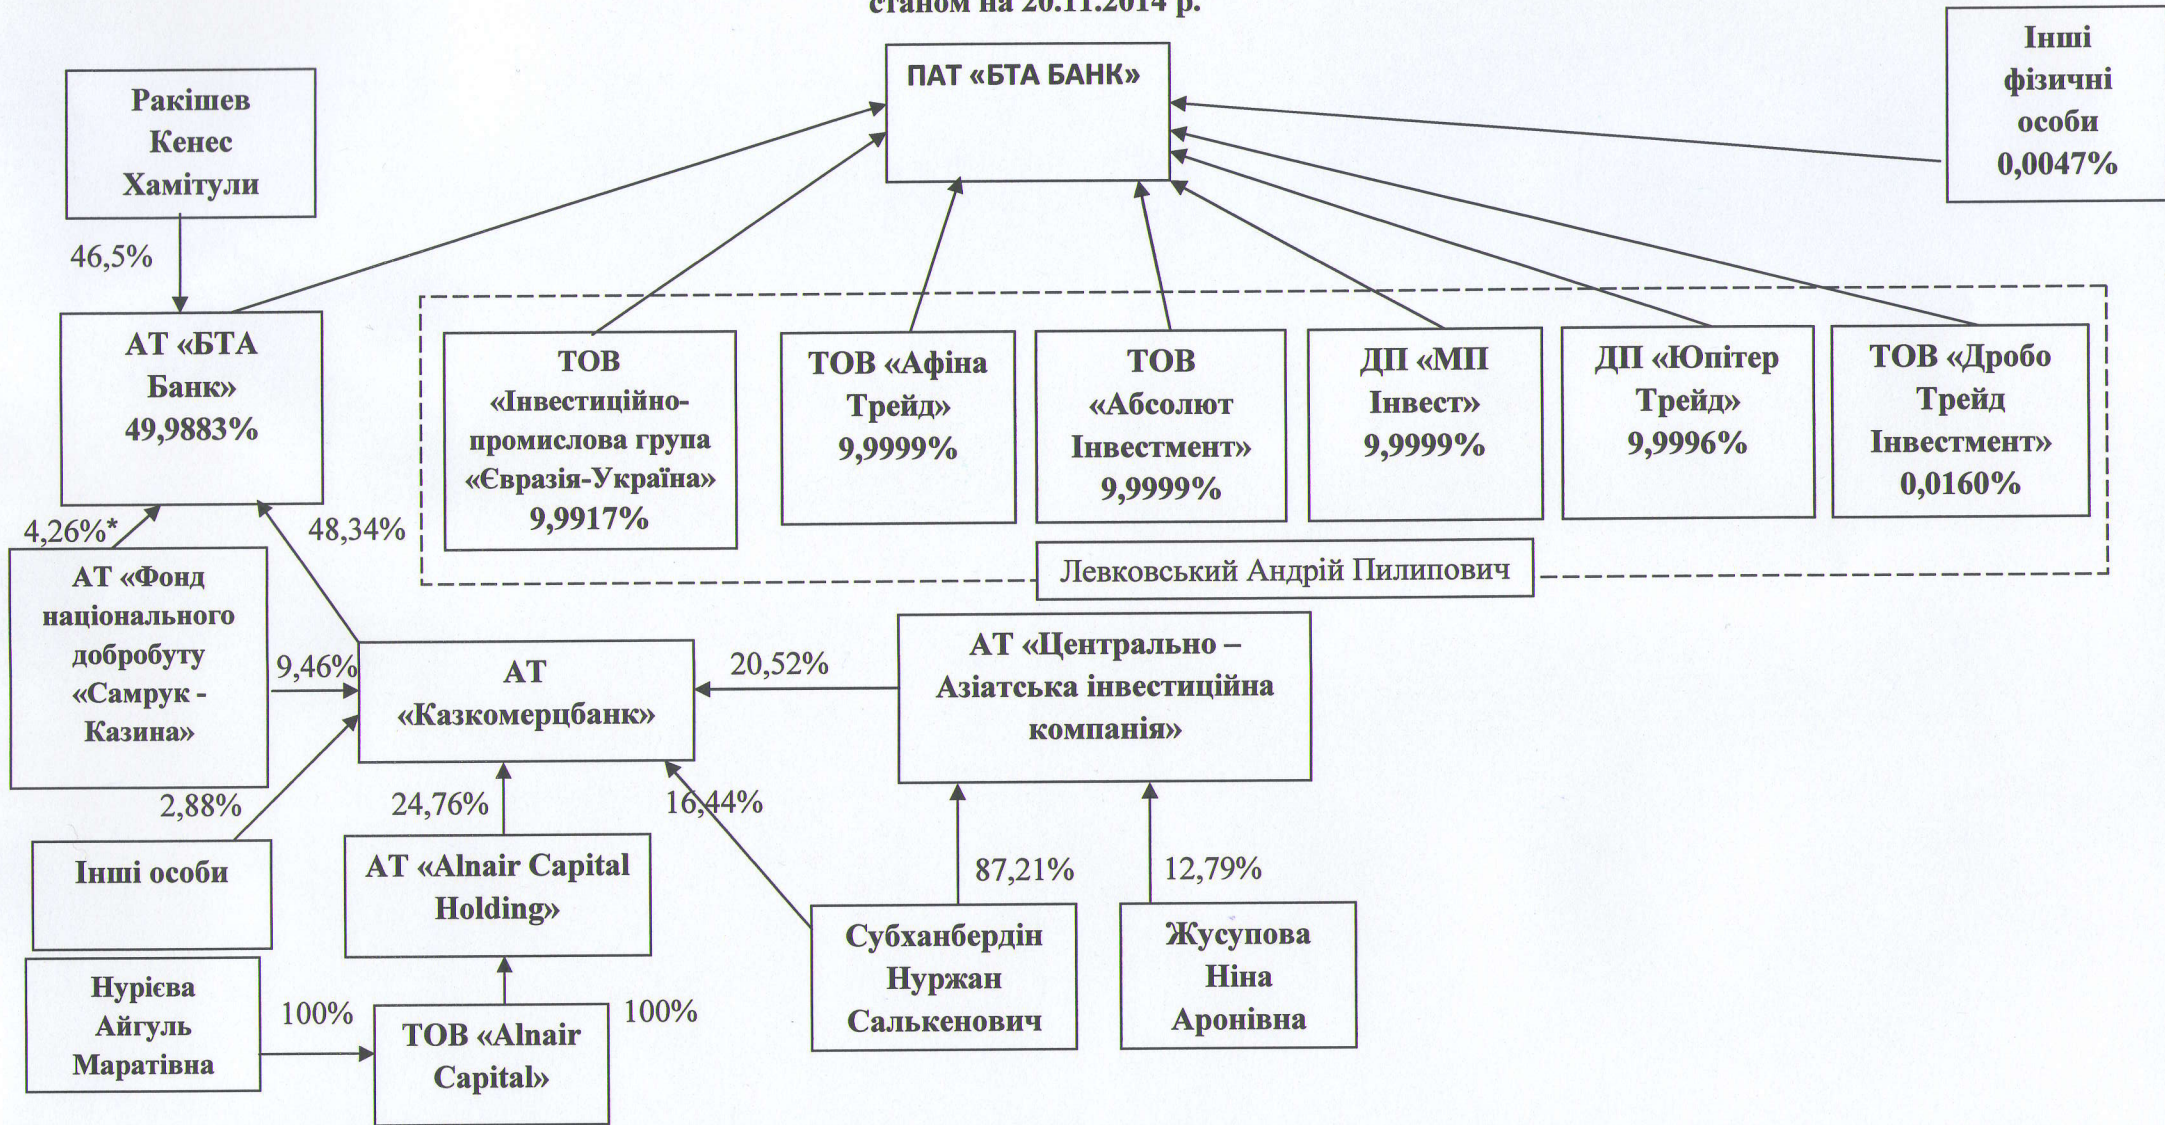 станом на 20.11.2014 р.
ПАТ «БТА БАНК»
Інші
фізичні
особи
0,0047%
Ракішев
Кенес
Хамітули
46,5%
АТ «БТА
Банк»
49,9883%
ТОВ
«Інвестиційно-
промислова група
«Євразія-Україна»
9,9917%
ТОВ «Афіна
Трейд»
9,9999%
ТОВ
«Абсолют
Інвестмент»
9,9999%
ДП «МП
Інвест»
9,9999%
ДП «Юпітер
Трейд»
9,9996%
ТОВ «Дробо
Трейд
Інвестмент»
0,0160%
Левковський Андрій Пилипович
4,26%*
48,34%
АТ «Фонд
національного
добробуту
«Самрук -
Казина»
9,46%
АТ
«Казкомерцбанк»
20,52%
АТ «Центрально –
Азіатська інвестиційна
компанія»
2,88%
24,76%
16,44%
87,21%
12,79%
Інші особи
АТ «Alnair Capital
Holding»
Субханбердін
Нуржан
Салькенович
Жусупова
Ніна
Аронівна
Нурієва
Айгуль
Маратівна
100%
ТОВ «Alnair
Capital»
100%